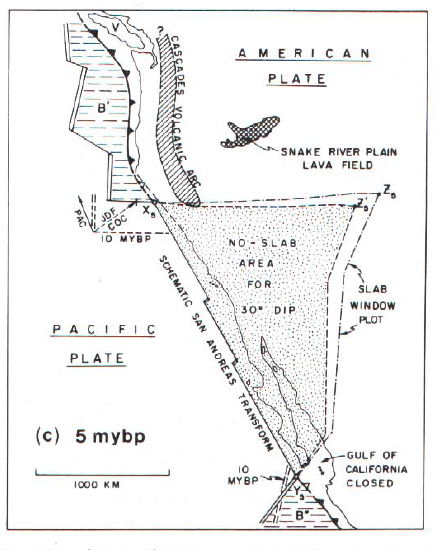 V
?
CASCADES VOLCANIC ARC
AMERICAN
PLATE
B'
SNAKE RIVER PLAIN
LAVA FIELD
PAC
JDF
COC
X5
10 MYBP
Z5
Z'5
NO-SLAB
AREA
FOR
30° DIP
SLAB
WINDOW
PLOT
SCHEMATIC SAN ANDREAS TRANSFORM
PACIFIC
PLATE
(c) 5 mybp
1000 KM
10
MYBP
GULF OF
CALIFORNIA
CLOSED
Y5
B"